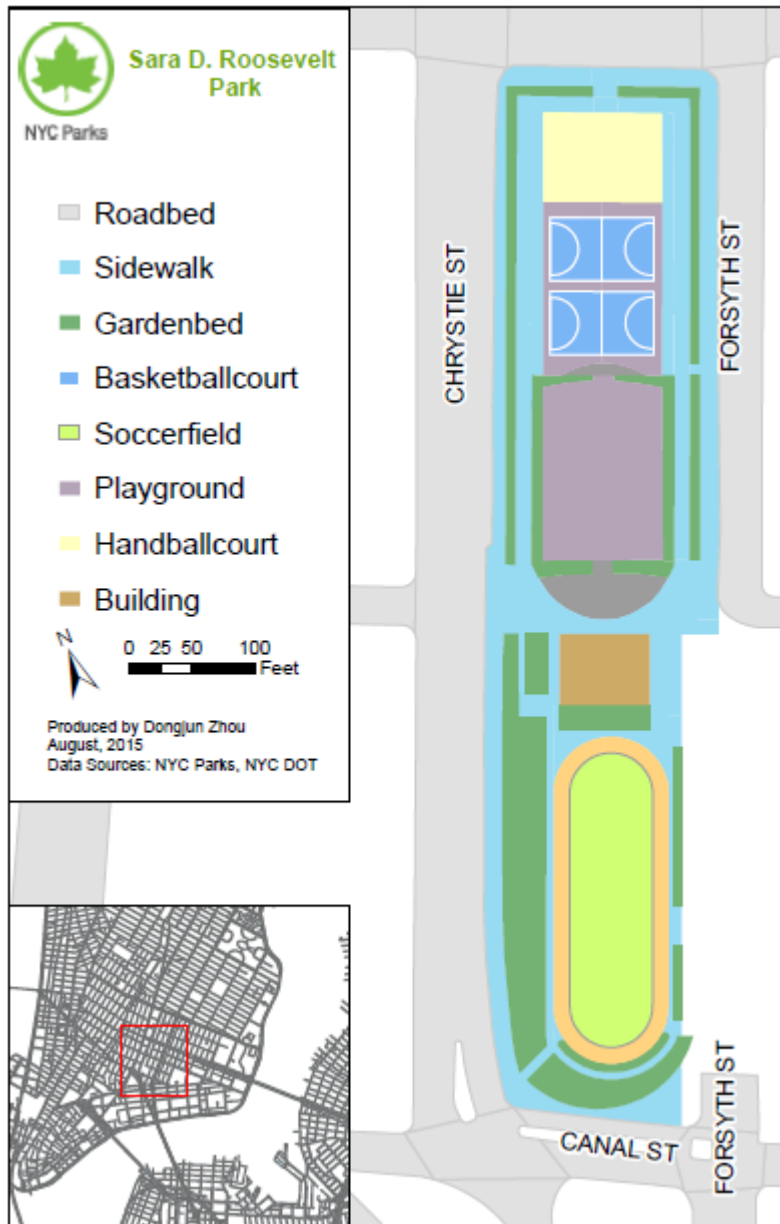 Sara D. Roosevelt
Park
NYC Parks
Roadbed
Sidewalk
Gardenbed
Basketballcourt
Soccerfield
Playground
Handballcourt
Building
N
0 25 50 100
Feet
Produced by Dongjun Zhou
August, 2015
Data Sources: NYC Parks, NYC DOT
CHRYSTIE ST
FORSYTH ST
CANAL ST
FORSYTH ST